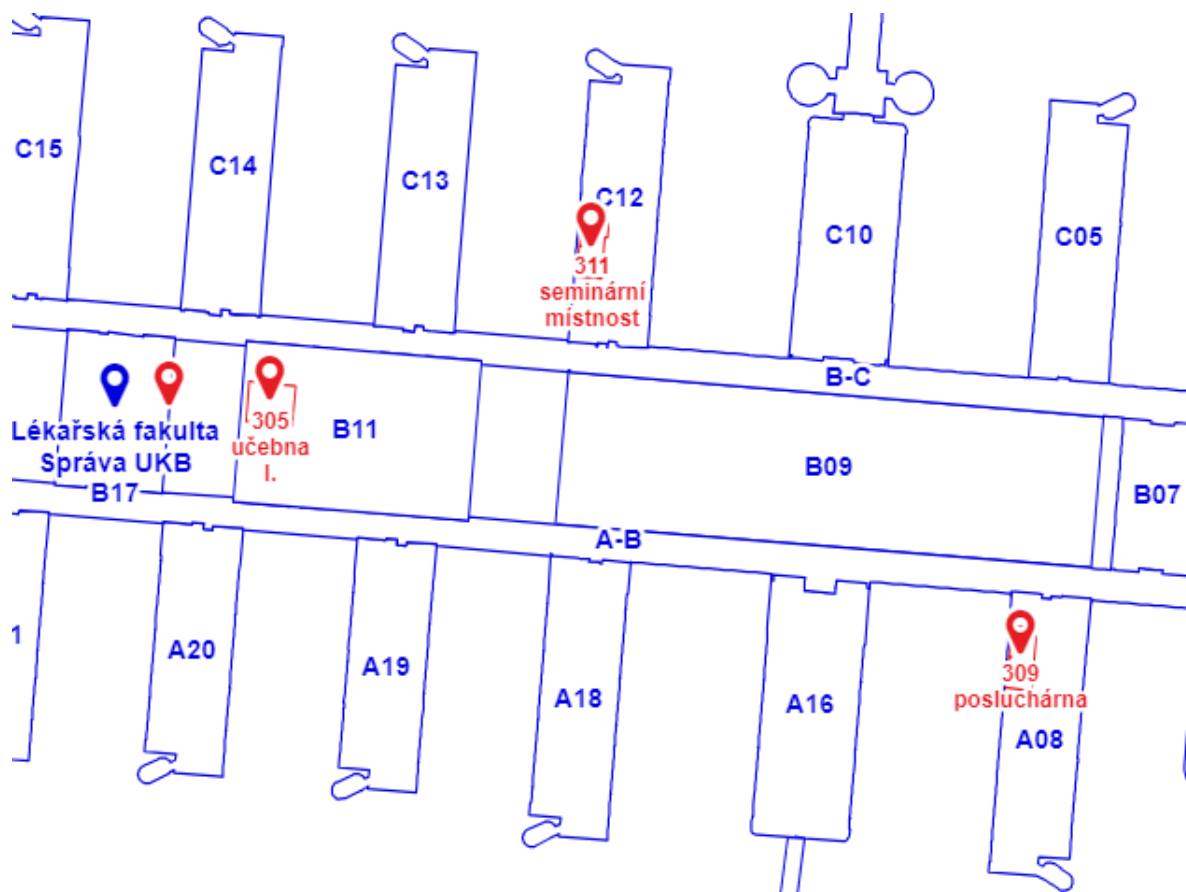 C15
C14
C13
C12
C10
C05
311
seminární
místnost
B-C
Lékařská fakulta
Správa UKB
B17
305
učebna
I.
B11
B09
B07
A-B
1
A20
A19
A18
A16
309
posluchárna
A08